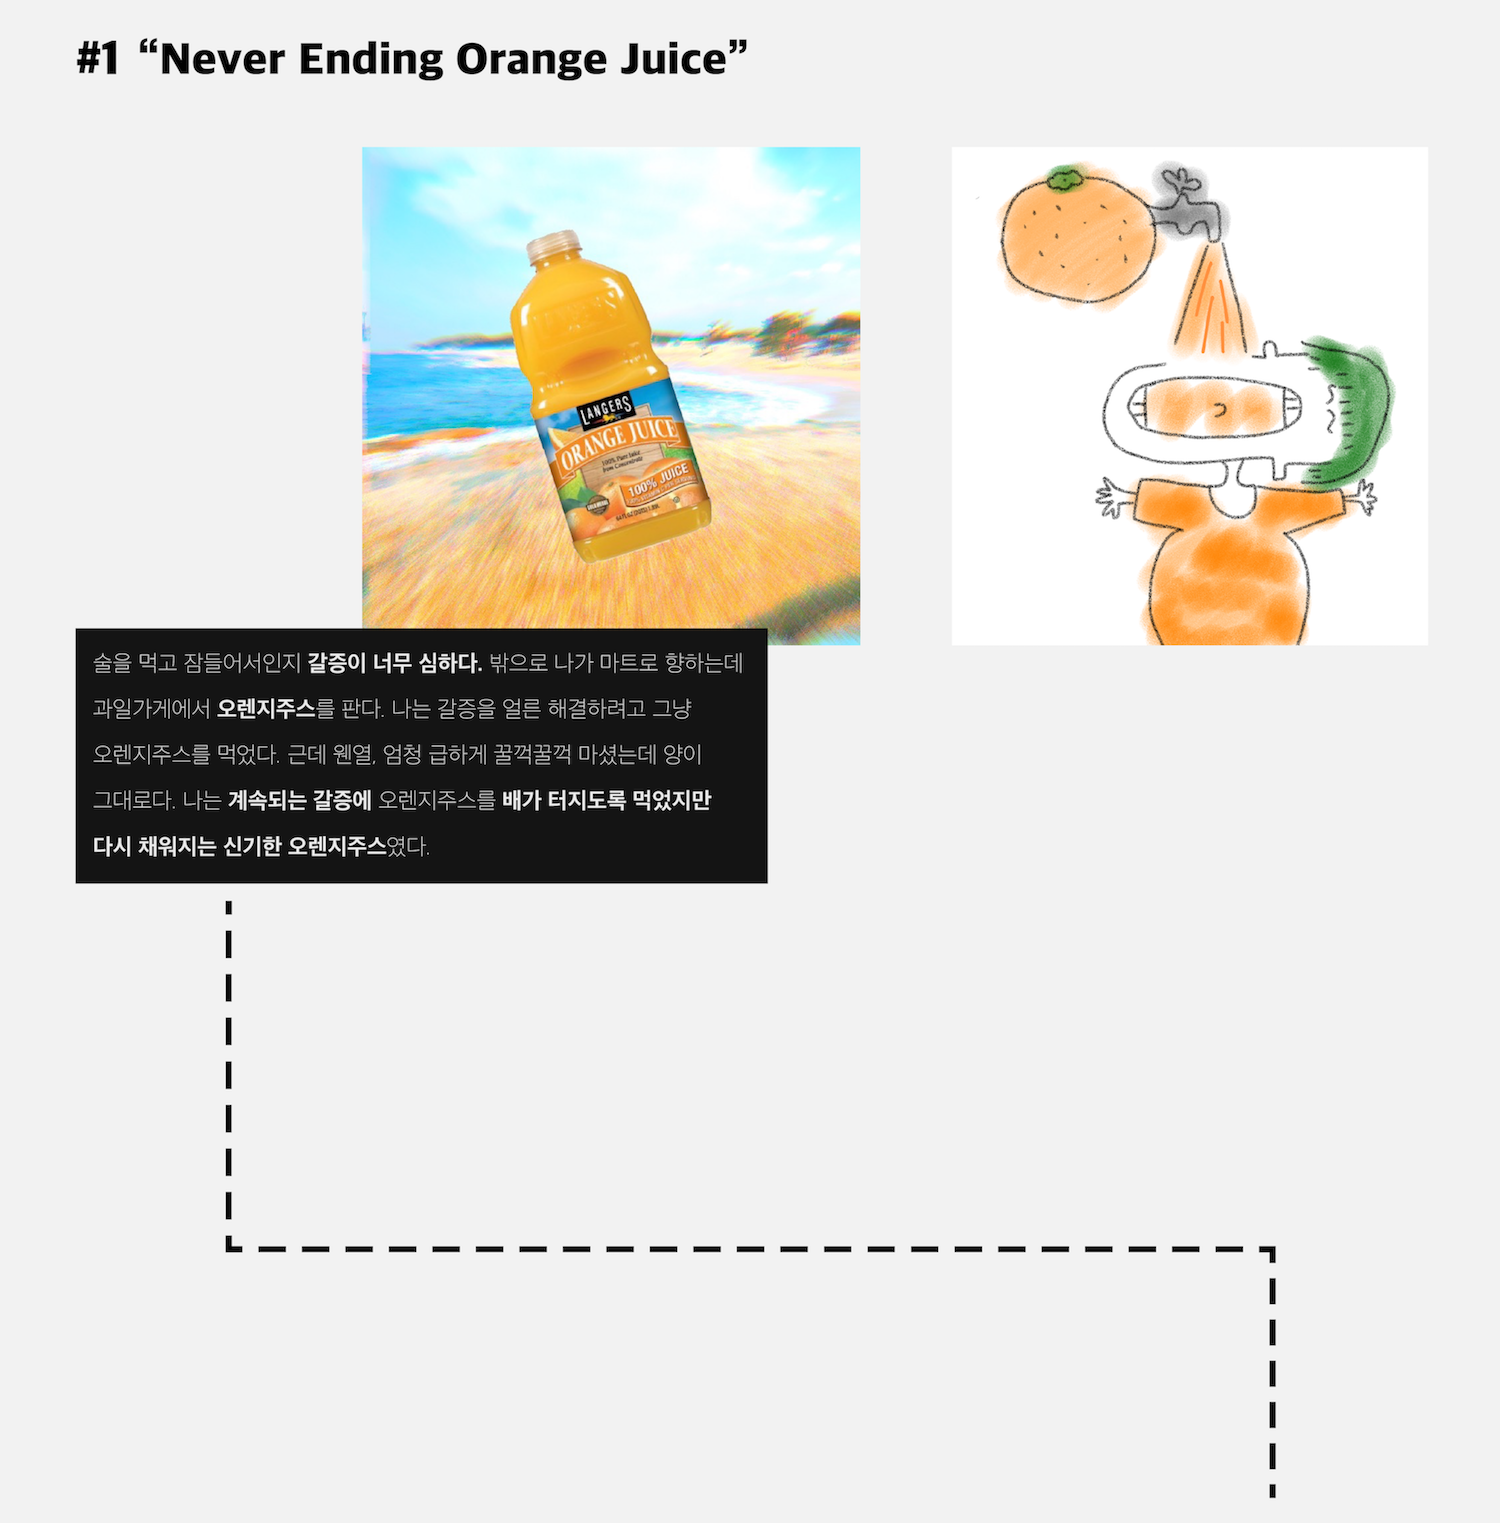 #1 “Never Ending Orange Juice”
LANGERS
ORANGE JUICE
100% Pure Juice
from Concentrate
100% JUICE
술을 먹고 잠들어서인지 갈증이 너무 심하다. 밖으로 나가 마트로 향하는데
과일가게에서 오렌지주스를 판다. 나는 갈증을 얼른 해결하려고 그냥
오렌지주스를 먹었다. 근데 웬열, 엄청 급하게 꿀꺽꿀꺽 마셨는데 양이
그대로다. 나는 계속되는 갈증에 오렌지주스를 배가 터지도록 먹었지만
다시 채워지는 신기한 오렌지주스였다.